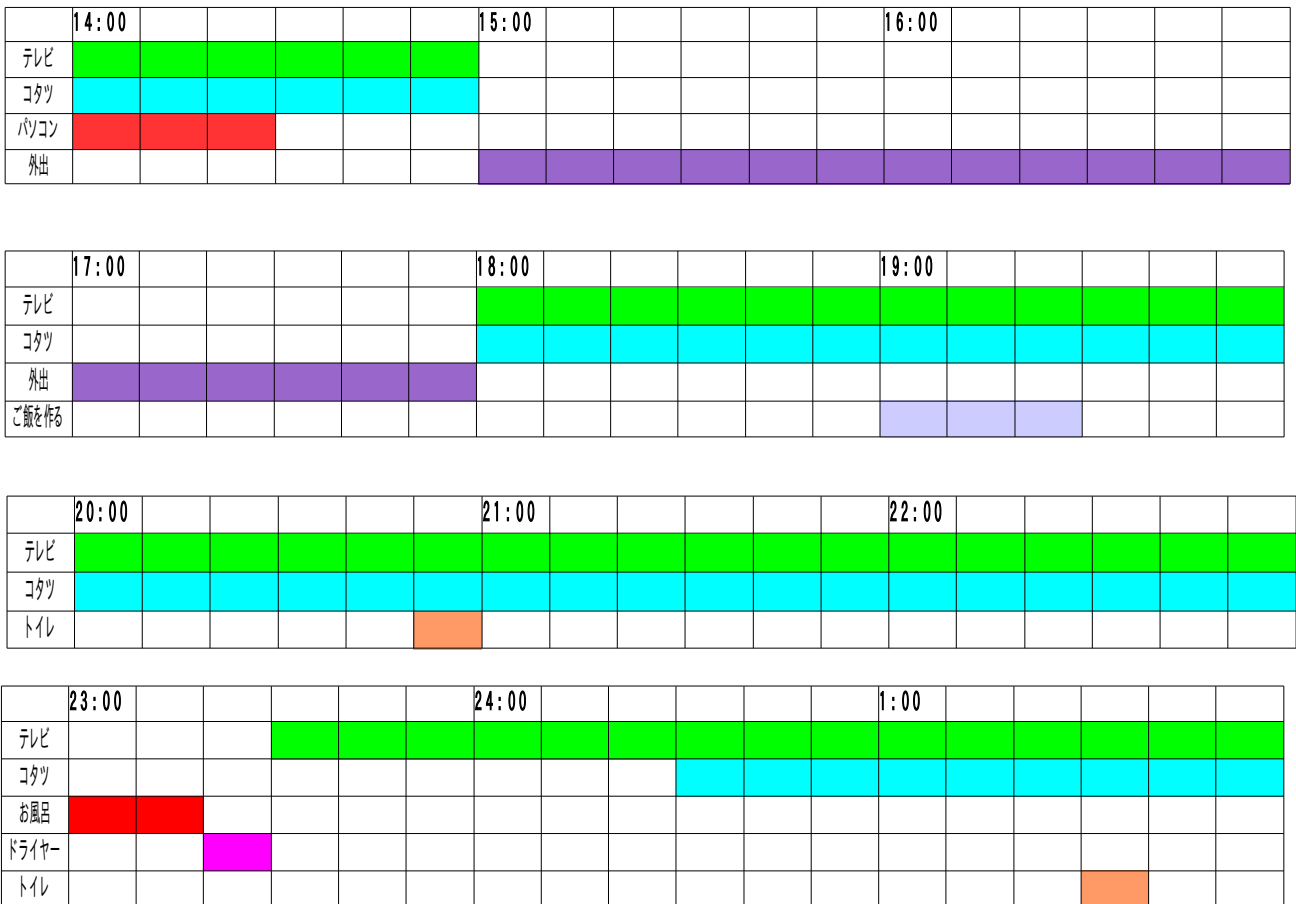 14:00 15:00 16:00
テレビ
コタツ
パソコン
外出
17:00 18:00 19:00
テレビ
コタツ
外出
ご飯を作る
20:00 21:00 22:00
テレビ
コタツ
トイレ
23:00 24:00 1:00
テレビ
コタツ
お風呂
ドライヤー
トイレ